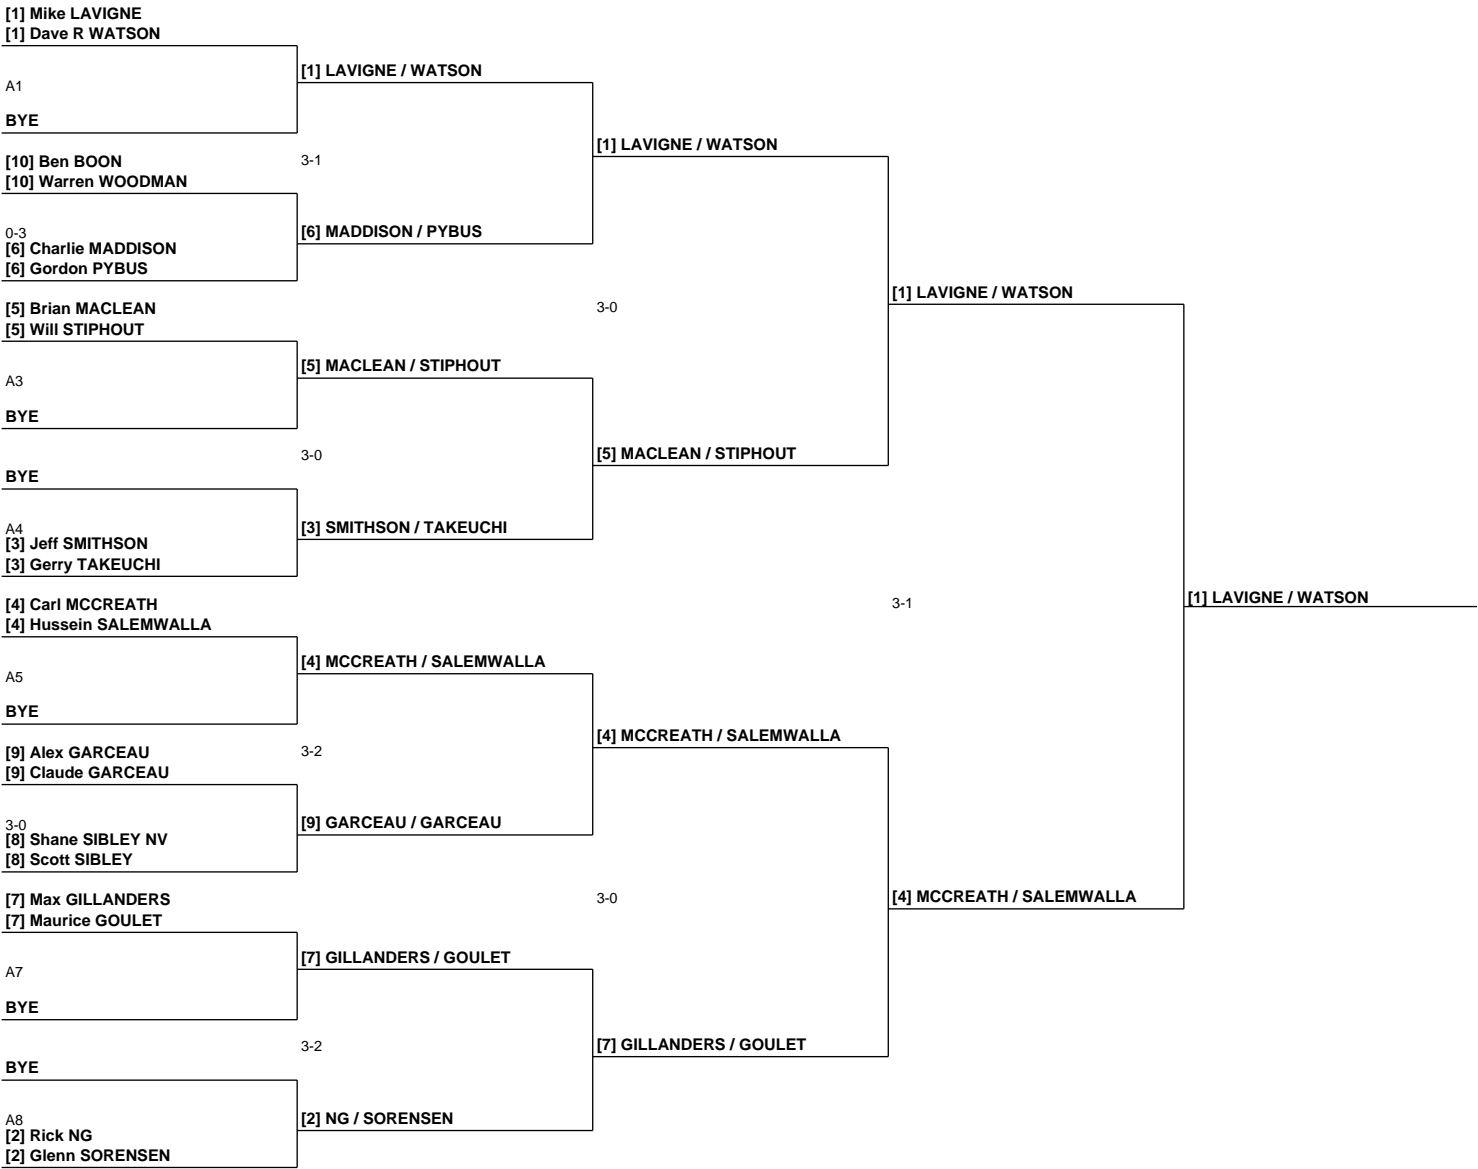 [1] Mike LAVIGNE
[1] Dave R WATSON
[1] LAVIGNE / WATSON
A1
BYE
[1] LAVIGNE / WATSON
[10] Ben BOON
3-1
[10] Warren WOODMAN
0-3
[6] MADDISON / PYBUS
[6] Charlie MADDISON
[6] Gordon PYBUS
[1] LAVIGNE / WATSON
[5] Brian MACLEAN
3-0
[5] Will STIPHOUT
[5] MACLEAN / STIPHOUT
A3
BYE
3-0
[5] MACLEAN / STIPHOUT
BYE
A4
[3] SMITHSON / TAKEUCHI
[3] Jeff SMITHSON
[3] Gerry TAKEUCHI
[1] LAVIGNE / WATSON
[4] Carl MCCREATH
3-1
[4] Hussein SALEMWALLA
[4] MCCREATH / SALEMWALLA
A5
BYE
[4] MCCREATH / SALEMWALLA
[9] Alex GARCEAU
3-2
[9] Claude GARCEAU
3-0
[9] GARCEAU / GARCEAU
[8] Shane SIBLEY NV
[8] Scott SIBLEY
[7] Max GILLANDERS
3-0
[4] MCCREATH / SALEMWALLA
[7] Maurice GOULET
[7] GILLANDERS / GOULET
A7
BYE
3-2
[7] GILLANDERS / GOULET
BYE
A8
[2] NG / SORENSEN
[2] Rick NG
[2] Glenn SORENSEN